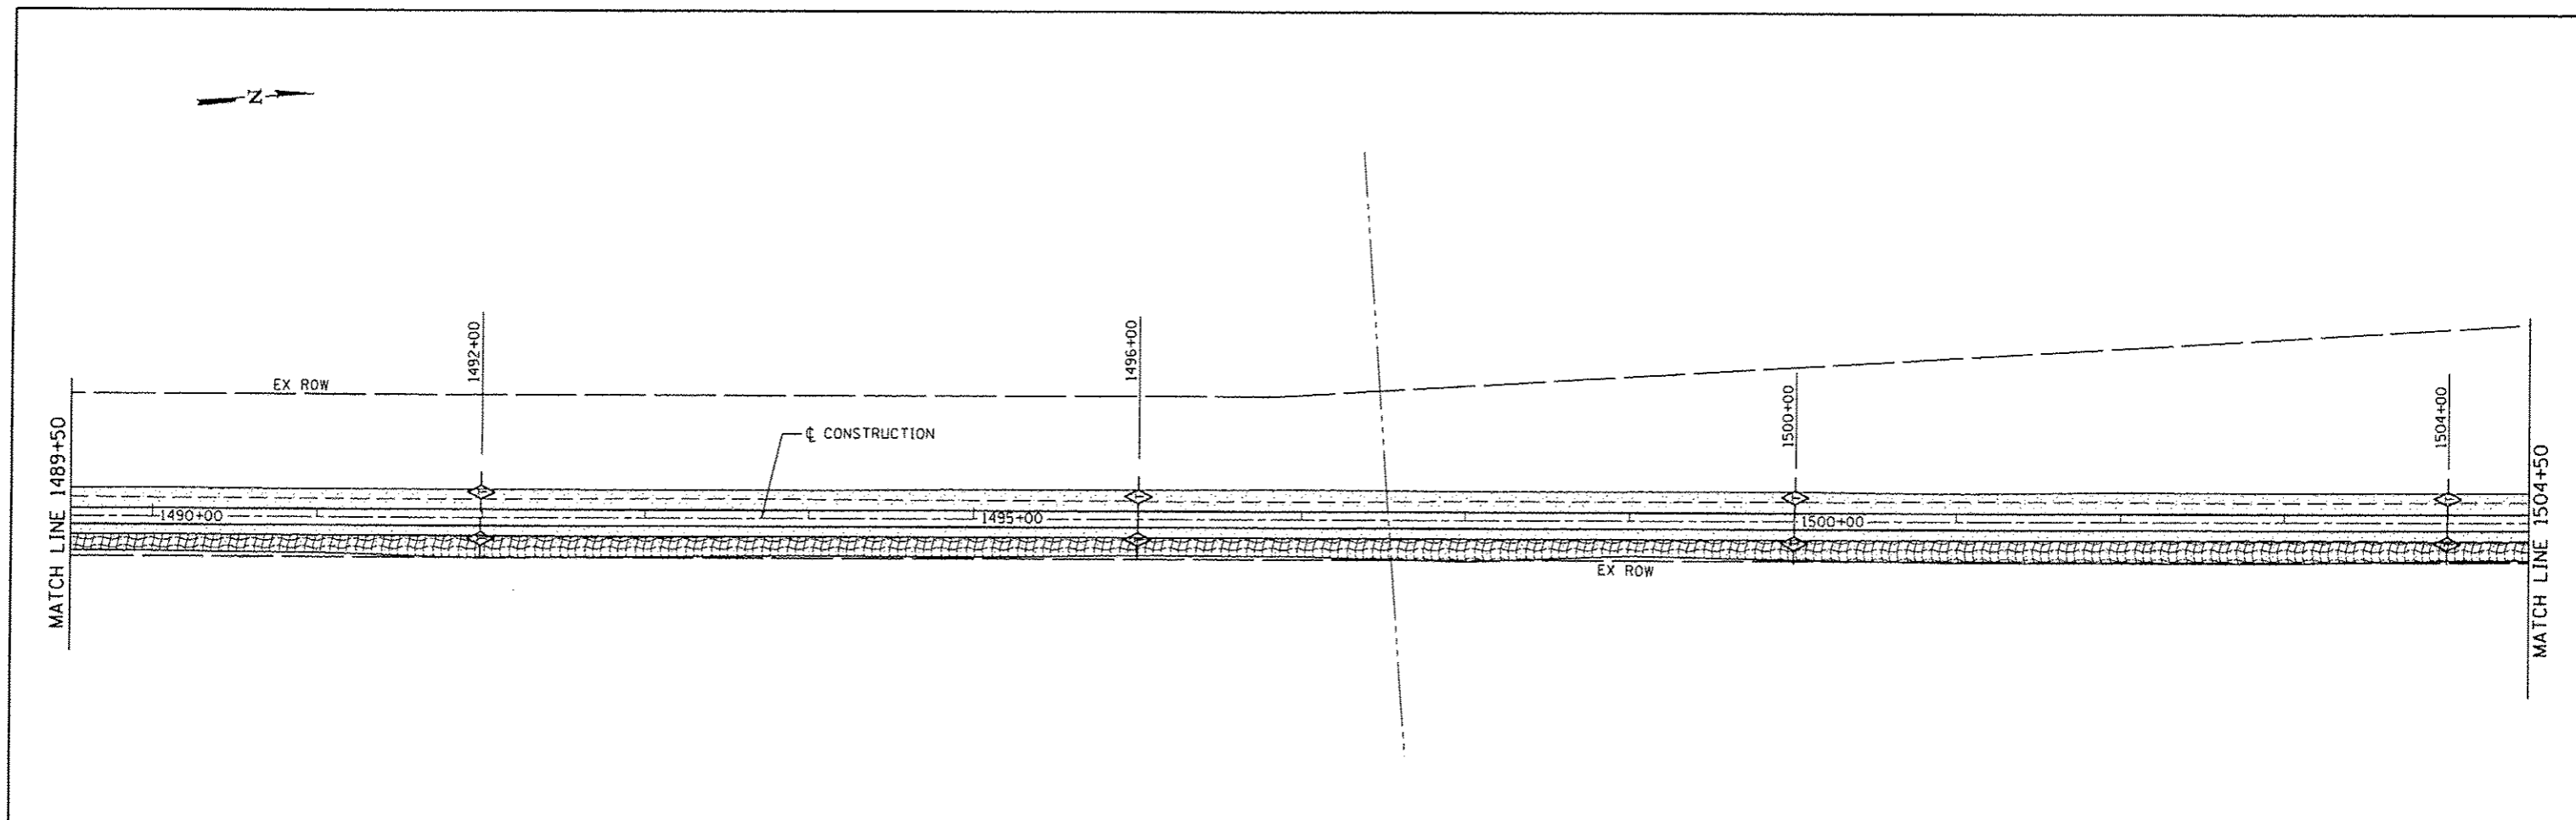 Z
1492+00
1496+00
1500+00
1504+00
EX ROW
℄ CONSTRUCTION
MATCH LINE 1489+50
1490+00
1495+00
1500+00
MATCH LINE 1504+50
EX ROW